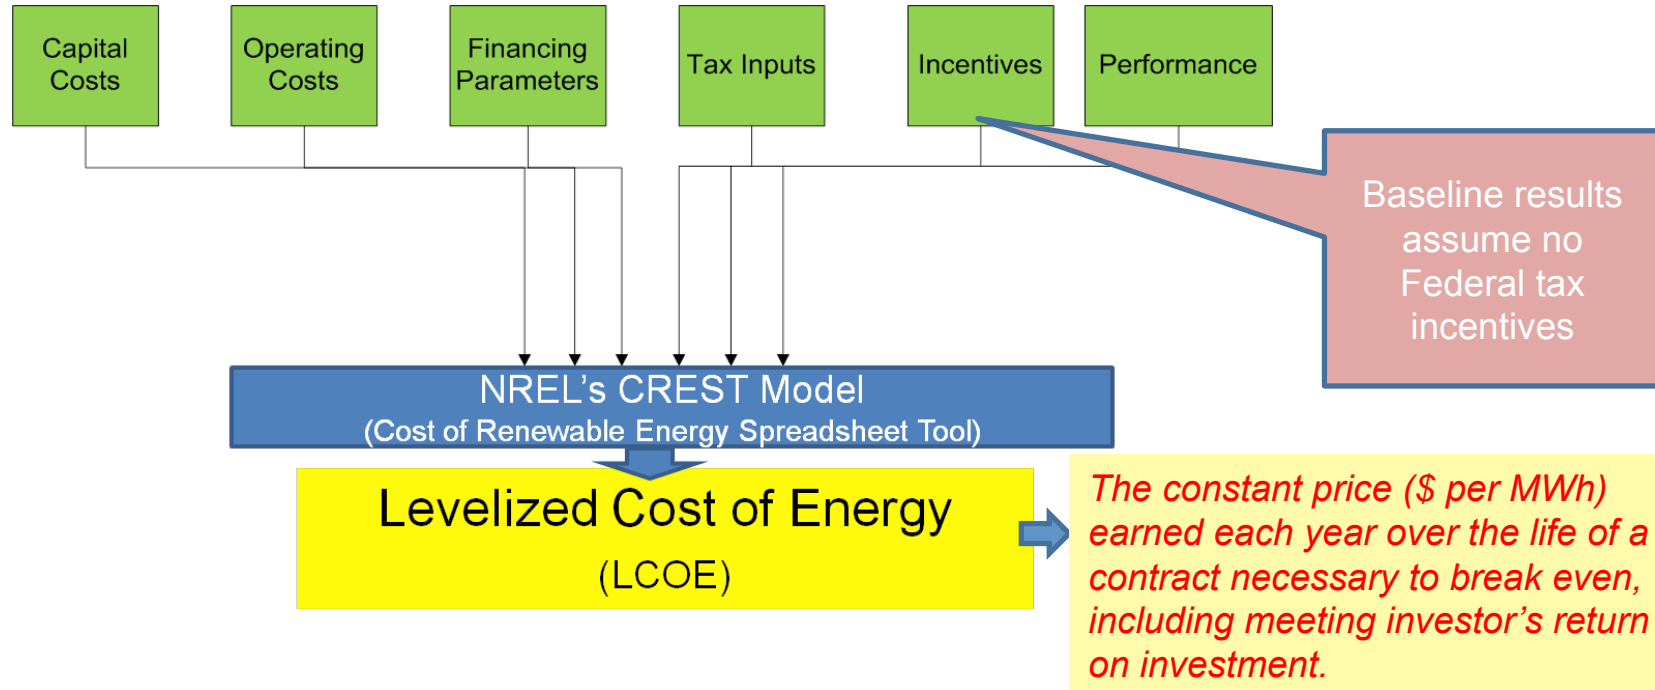 Capital
Costs
Operating
Costs
Financing
Parameters
Tax Inputs
Incentives
Performance
Baseline results
assume no
Federal tax
incentives
NREL's CREST Model
(Cost of Renewable Energy Spreadsheet Tool)
Levelized Cost of Energy
(LCOE)
The constant price ($ per MWh)
earned each year over the life of a
contract necessary to break even,
including meeting investor’s return
on investment.